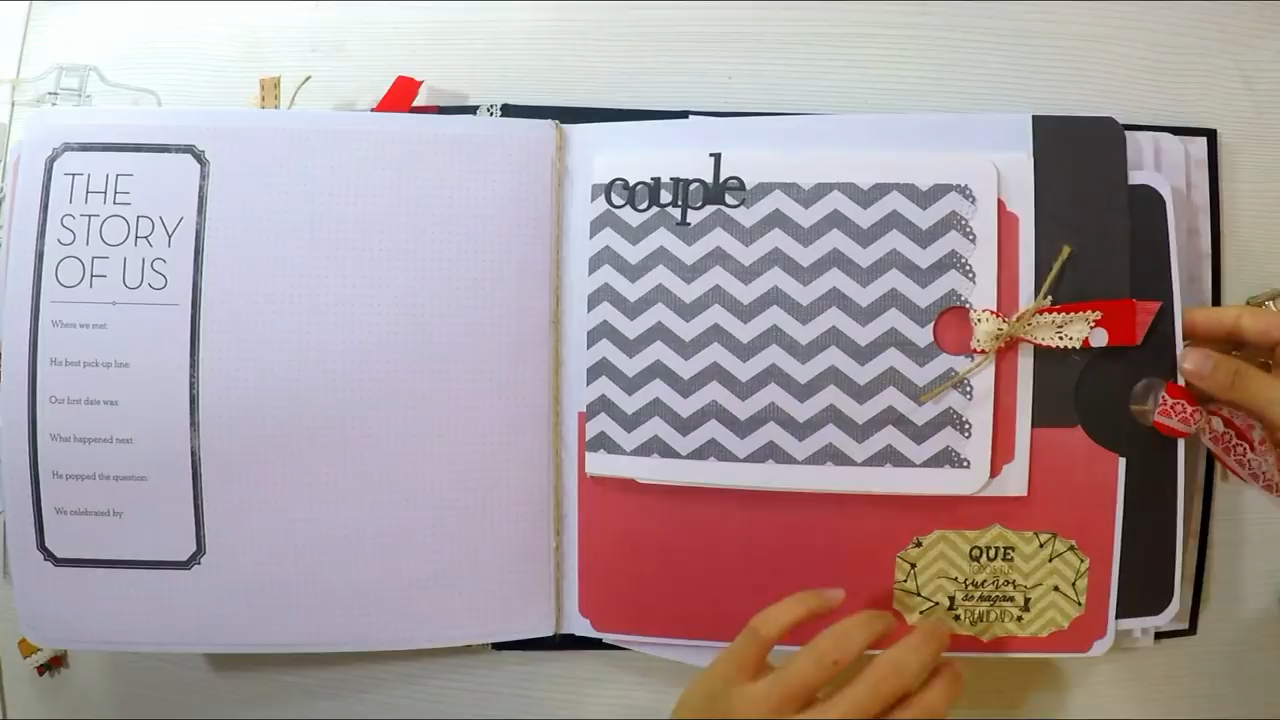 THE
STORY
OF US
Where we met:
His best pick-up line:
Our first date was:
What happened next:
He popped the question:
We celebrated by:
couple
QUE
TODOS TUS
sueños
se hagan
REALIDAD